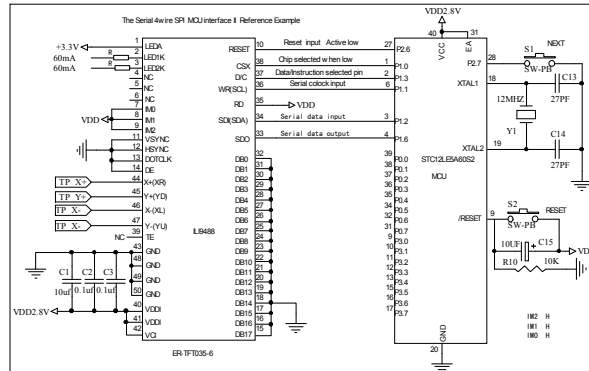 The Serial 4wire SPI MCU interface II Reference Example
VDD2.8V
+3.3V
60mA
60mA
R
R
1 LEDA
2 LED1K
3 LED2K
4 NC
5 NC
6 NC
7 IM0
8 IM1
9 IM2
VDD
11 VSYNC
12 HSYNC
13 DOTCLK
14 DE
TP X+ 44 X+(XR)
TP Y+ 45 Y+(YD)
TP X- 46 X-(XL)
TP X- 47 Y-(YU)
NC 39 TE
43 GND
48 GND
49 GND
50 GND
C1 C2 C3
10uf 0.1uf 0.1uf
VDD2.8V
40 VDDI
41 VDDI
42 VCI
ILI9488
ER-TFT035-6
RESET 10 Reset input Active low 27 P2.6
CSX 38 Chip selected when low 1 P1.0
D/C 37 Data/Instruction selected pin 2 P1.3
WR(SCL) 36 Serial colock input 6 P1.1
RD 35 VDD
SDI(SDA) 34 Serial data input 3 P1.2
SDO 33 Serial data output 4 P1.6
DB0 32
DB1 31
DB2 30
DB3 29
DB4 28
DB5 27
DB6 26
DB7 25
DB8 24
DB9 23
DB10 22
DB11 21
DB12 20
DB13 19
DB14 18
DB15 17
DB16 16
DB17 15
39 P0.0
38 P0.1
37 P0.2
36 P0.3
35 P0.4
34 P0.5
33 P0.6
32 P0.7
P3.0
P3.1
P3.2
P3.3
P3.4
P3.5
P3.6
P3.7
40 VCC
31 EA
P2.7 28
S1 NEXT
SW-PB
XTAL1 18
C13
27PF
12MHZ
Y1
XTAL2 19
C14
27PF
STC12LE5A60S2
MCU
/RESET 9
S2 RESET
SW-PB
10UF C15
VD
R10 10K
GND
20
IM2 H
IM1 H
IM0 H